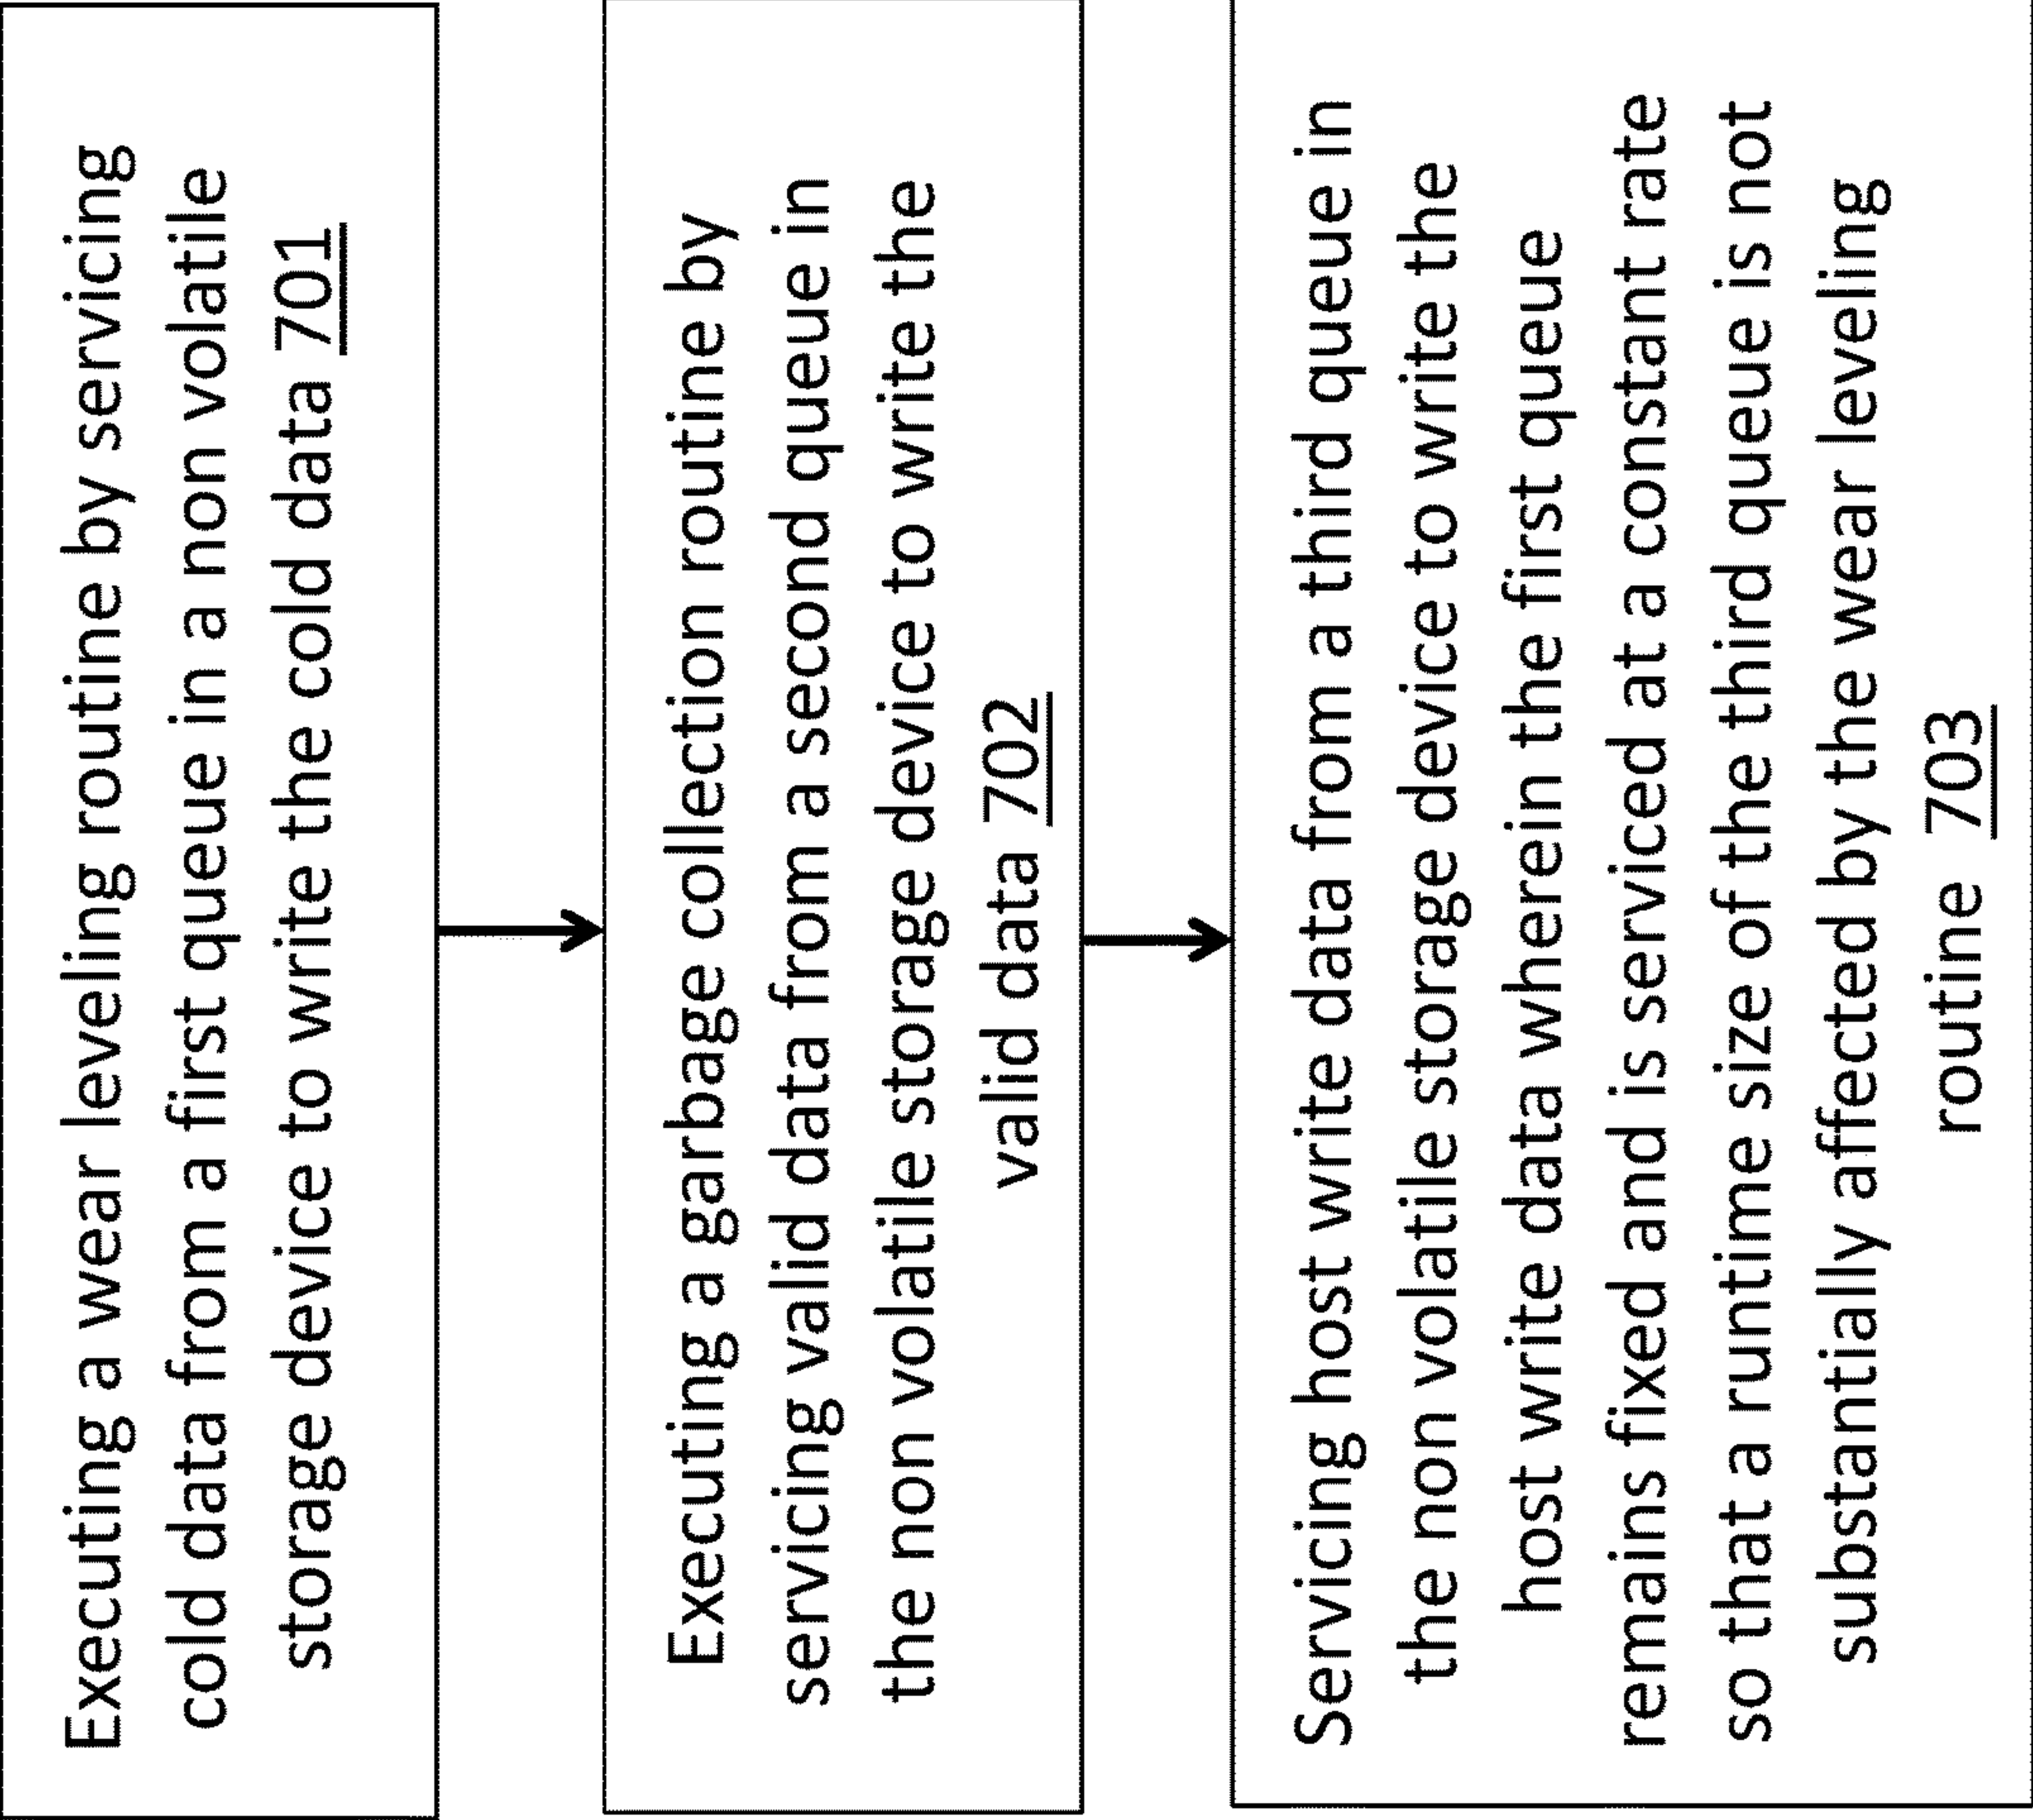 Executing a wear leveling routine by servicing
cold data from a first queue in a non volatile
storage device to write the cold data 701
Executing a garbage collection routine by
servicing valid data from a second queue in
the non volatile storage device to write the
valid data 702
Servicing host write data from a third queue in
the non volatile storage device to write the
host write data wherein the first queue
remains fixed and is serviced at a constant rate
so that a runtime size of the third queue is not
substantially affected by the wear leveling
routine 703